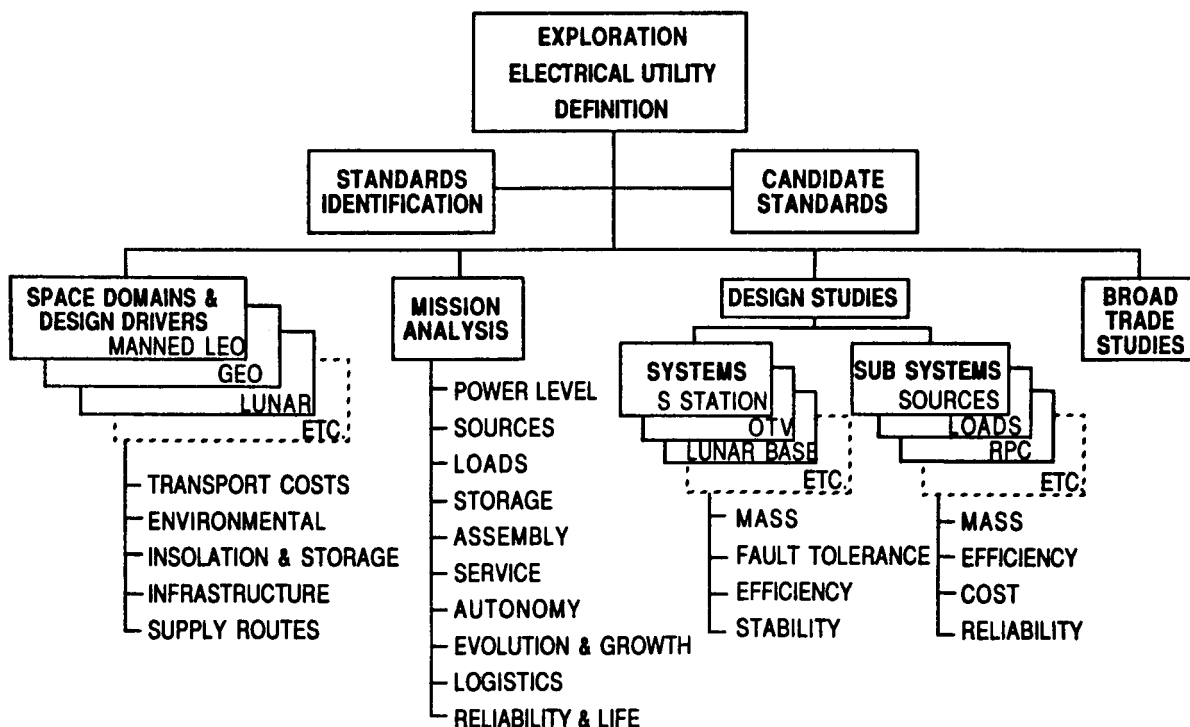 EXPLORATION
ELECTRICAL UTILITY
DEFINITION
STANDARDS
IDENTIFICATION
CANDIDATE
STANDARDS
SPACE DOMAINS &
DESIGN DRIVERS
MANNED LEO
GEO
LUNAR
ETC.
TRANSPORT COSTS
ENVIRONMENTAL
INSOLATION & STORAGE
INFRASTRUCTURE
SUPPLY ROUTES
MISSION
ANALYSIS
POWER LEVEL
SOURCES
LOADS
STORAGE
ASSEMBLY
SERVICE
AUTONOMY
EVOLUTION & GROWTH
LOGISTICS
RELIABILITY & LIFE
DESIGN STUDIES
SYSTEMS
S STATION
OTV
LUNAR BASE
ETC.
MASS
FAULT TOLERANCE
EFFICIENCY
STABILITY
SUB SYSTEMS
SOURCES
LOADS
RPC
ETC.
MASS
EFFICIENCY
COST
RELIABILITY
BROAD
TRADE
STUDIES